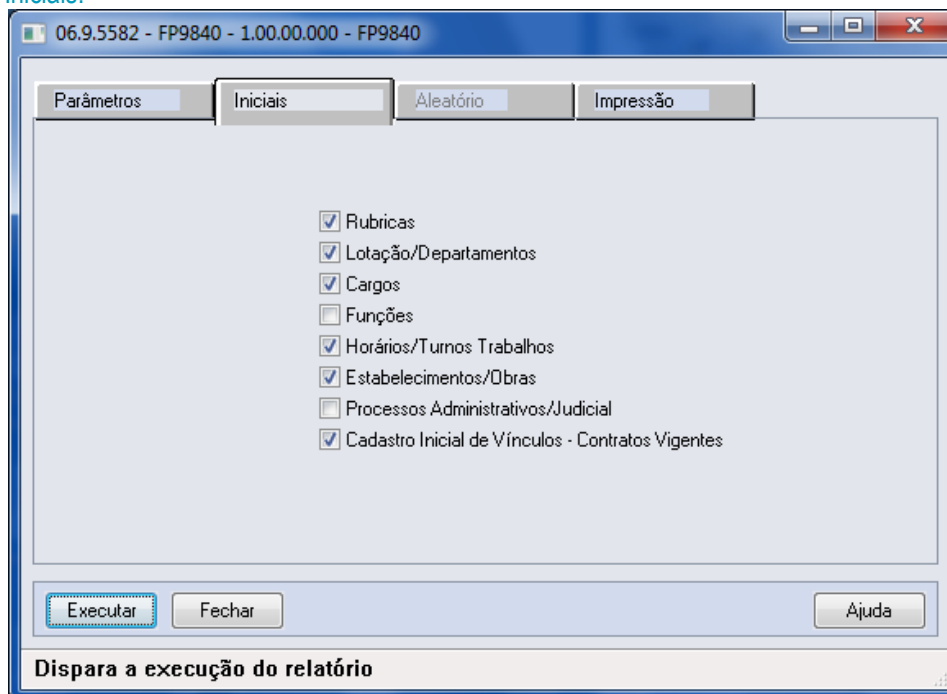 Iniciais:
06.9.5582 - FP9840 - 1.00.00.000 - FP9840
Parâmetros Iniciais Aleatório Impressão
Rubricas
Lotação/Departamentos
Cargos
Funções
Horários/Turnos Trabalhos
Estabelecimentos/Obras
Processos Administrativos/Judicial
Cadastro Inicial de Vínculos - Contratos Vigentes
Executar Fechar Ajuda
Dispara a execução do relatório